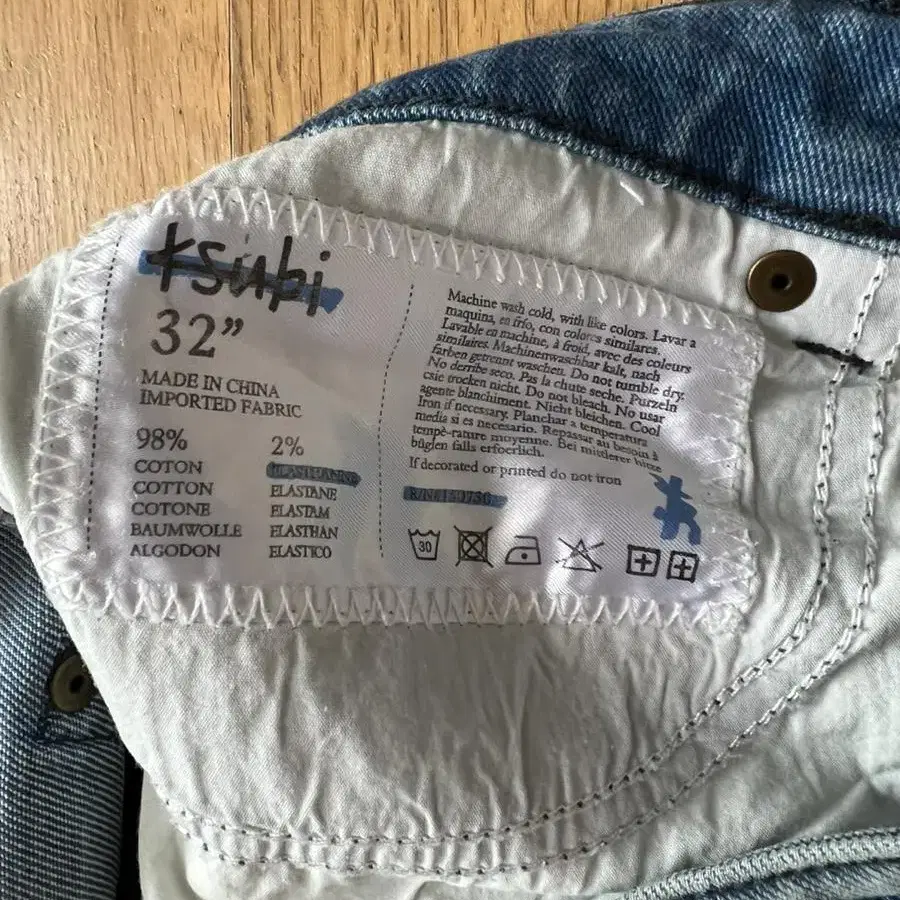 ksubi
32”
MADE IN CHINA
IMPORTED FABRIC
98%
COTON
COTTON
COTONE
BAUMWOLLE
ALGODON
2%
ELASTHANNE
ELASTANE
ELASTAM
ELASTHAN
ELASTICO
Machine wash cold, with like colors. Lavar a
maquina, en frio, con colores similares.
Lavable en machine, à froid, avec des coleurs
similaires. Machinenwaschbar kalt, nach
farben getrennt waschen. Do not tumble dry.
No derribe seco. Pas la chute seche. Purzeln
csie trocken nicht. Do not bleach. No usar
agente blanchiment. Nicht bleichen. Cool
Iron if necessary. Planchar a temperatura
media si es necesario. Repassar au besoin à
tempè-rature moyenne. Bei mittlerer hitze
büglen falls erfoerlich.
If decorated or printed do not iron
30